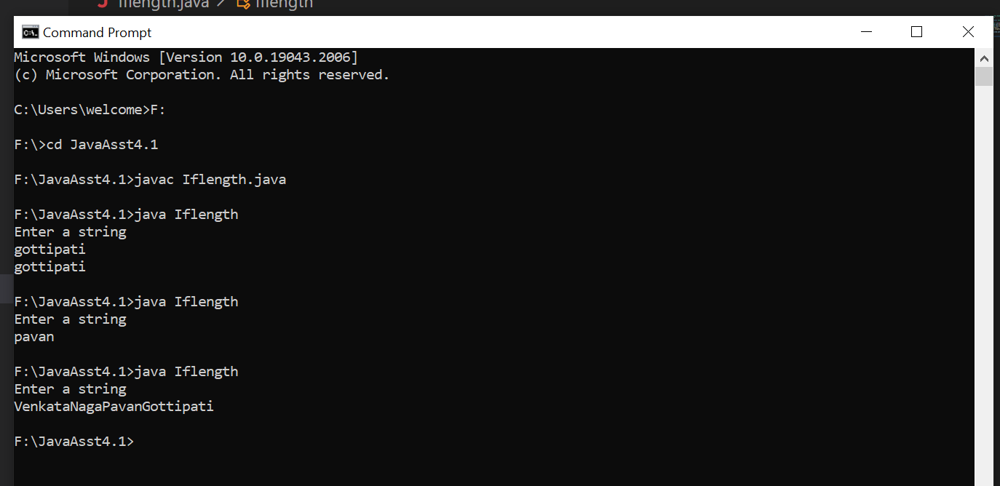 Iflength.java Iflength
Command Prompt
Microsoft Windows [Version 10.0.19043.2006]
(c) Microsoft Corporation. All rights reserved.
C:\Users\welcome>F:
F:\>cd JavaAsst4.1
F:\JavaAsst4.1>javac Iflength.java
F:\JavaAsst4.1>java Iflength
Enter a string
gottipati
gottipati
F:\JavaAsst4.1>java Iflength
Enter a string
pavan
F:\JavaAsst4.1>java Iflength
Enter a string
VenkataNagaPavanGottipati
F:\JavaAsst4.1>